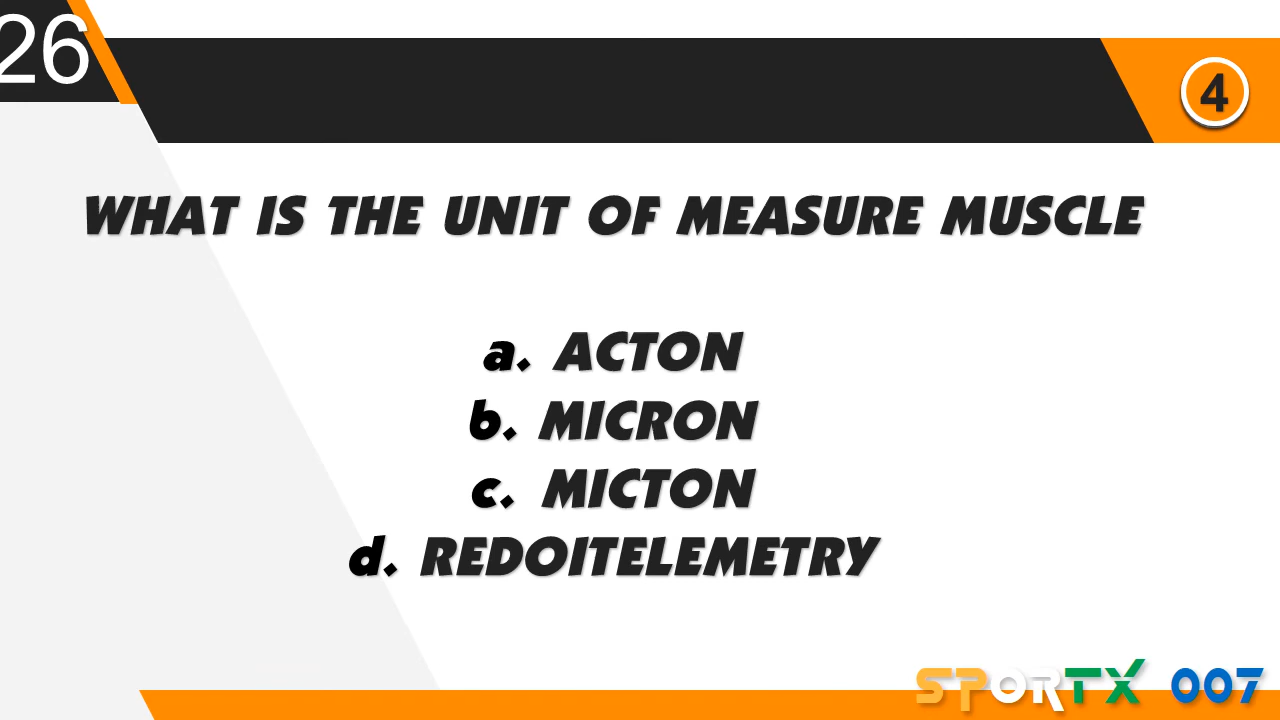 26
4
WHAT IS THE UNIT OF MEASURE MUSCLE
a. ACTON
b. MICRON
c. MICTON
d. REDOITELEMETRY
SPORTX 007